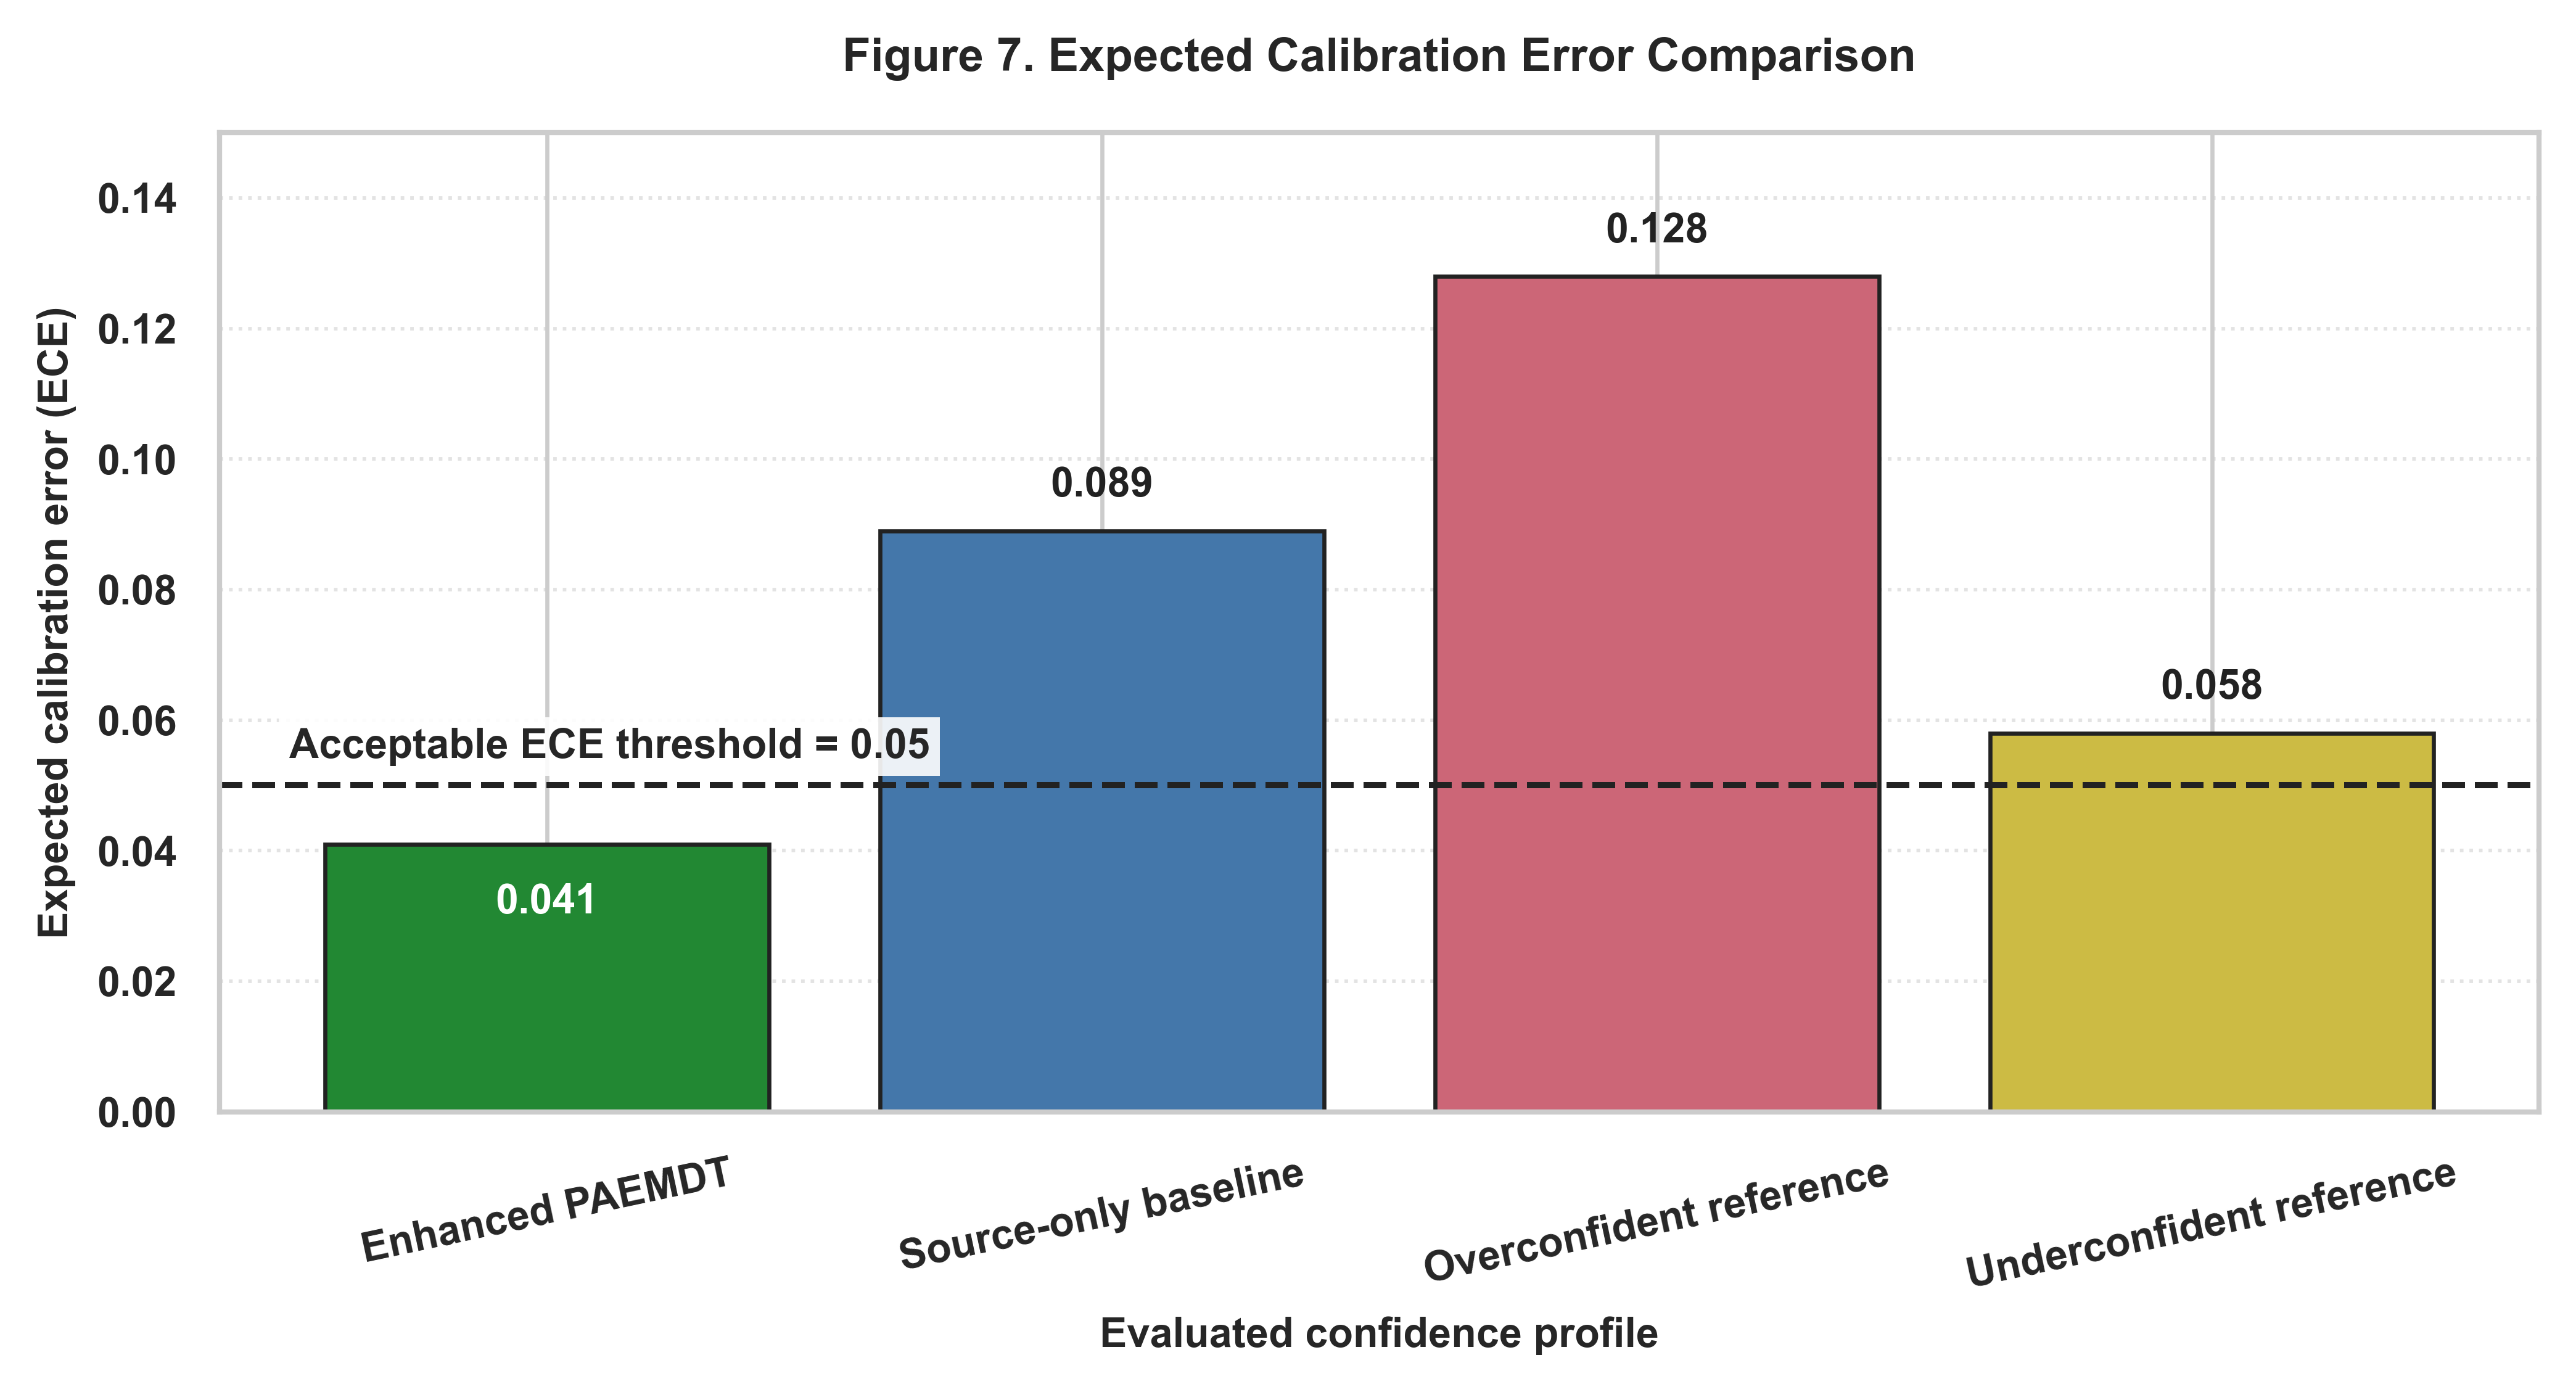 Figure 7. Expected Calibration Error Comparison
Expected calibration error (ECE)
0.14
0.12
0.10
0.08
0.06
0.04
0.02
0.00
0.128
0.089
0.058
Acceptable ECE threshold = 0.05
0.041
Enhanced PAEMDT
Source-only baseline
Overconfident reference
Underconfident reference
Evaluated confidence profile